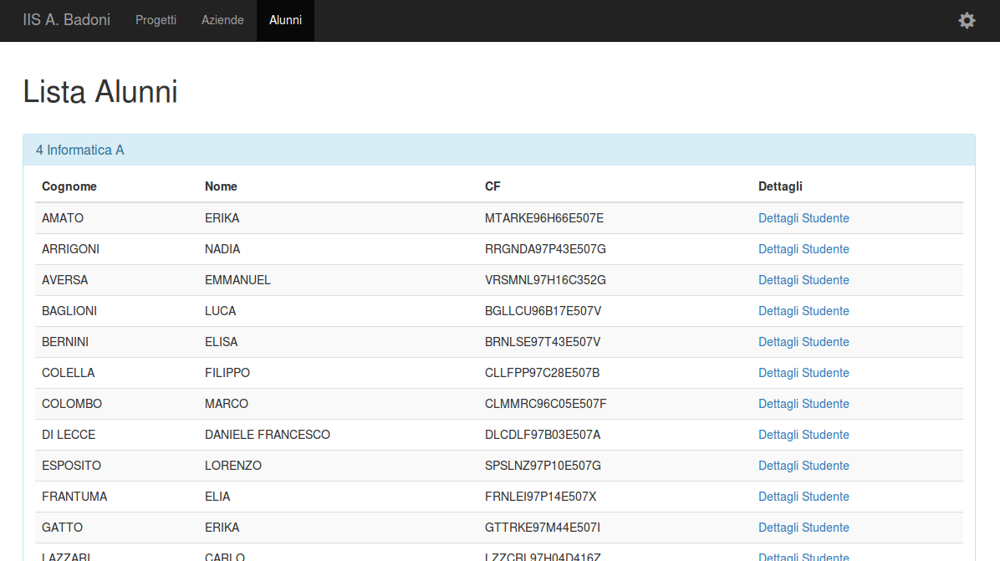 IIS A. Badoni Progetti Aziende Alunni
Lista Alunni
4 Informatica A
Cognome Nome CF Dettagli
AMATO ERIKA MTARKE96H66E507E Dettagli Studente
ARRIGONI NADIA RRGNDA97P43E507G Dettagli Studente
AVERSA EMMANUEL VRSMNL97H16C352G Dettagli Studente
BAGLIONI LUCA BGLLCU96B17E507V Dettagli Studente
BERNINI ELISA BRNLSE97T43E507V Dettagli Studente
COLELLA FILIPPO CLLFPP97C28E507B Dettagli Studente
COLOMBO MARCO CLMMRC96C05E507F Dettagli Studente
DI LECCE DANIELE FRANCESCO DLCDLF97B03E507A Dettagli Studente
ESPOSITO LORENZO SPSLNZ97P10E507G Dettagli Studente
FRANTUMA ELIA FRNLEI97P14E507X Dettagli Studente
GATTO ERIKA GTTRKE97M44E507I Dettagli Studente
LAZZARI CARLO LZZCRL97H04D416Z Dettagli Studente